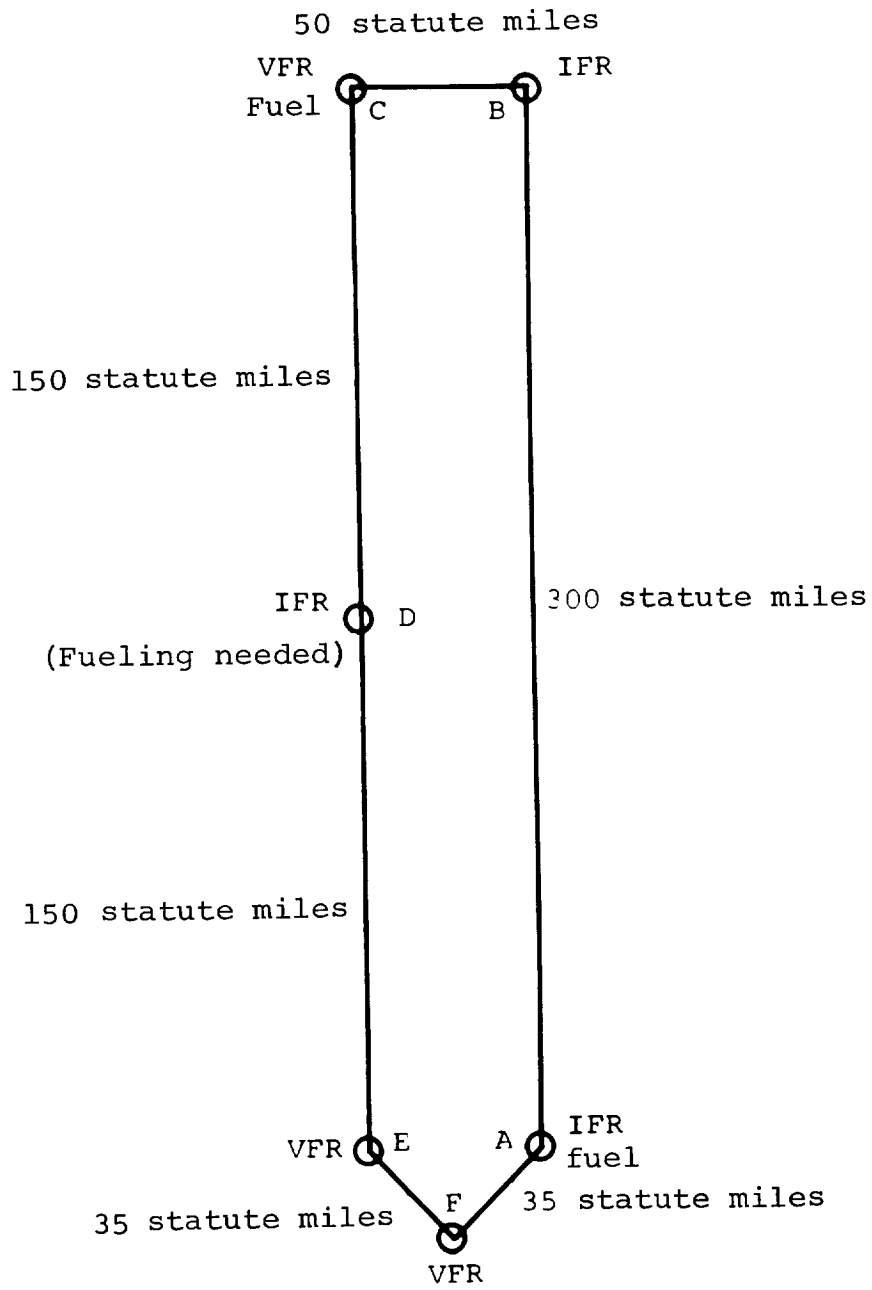 50 statute miles
VFR
Fuel
IFR
C
B
150 statute miles
IFR
D
300 statute miles
(Fueling needed)
150 statute miles
VFR
E
A
IFR
fuel
35 statute miles
F
35 statute miles
VFR